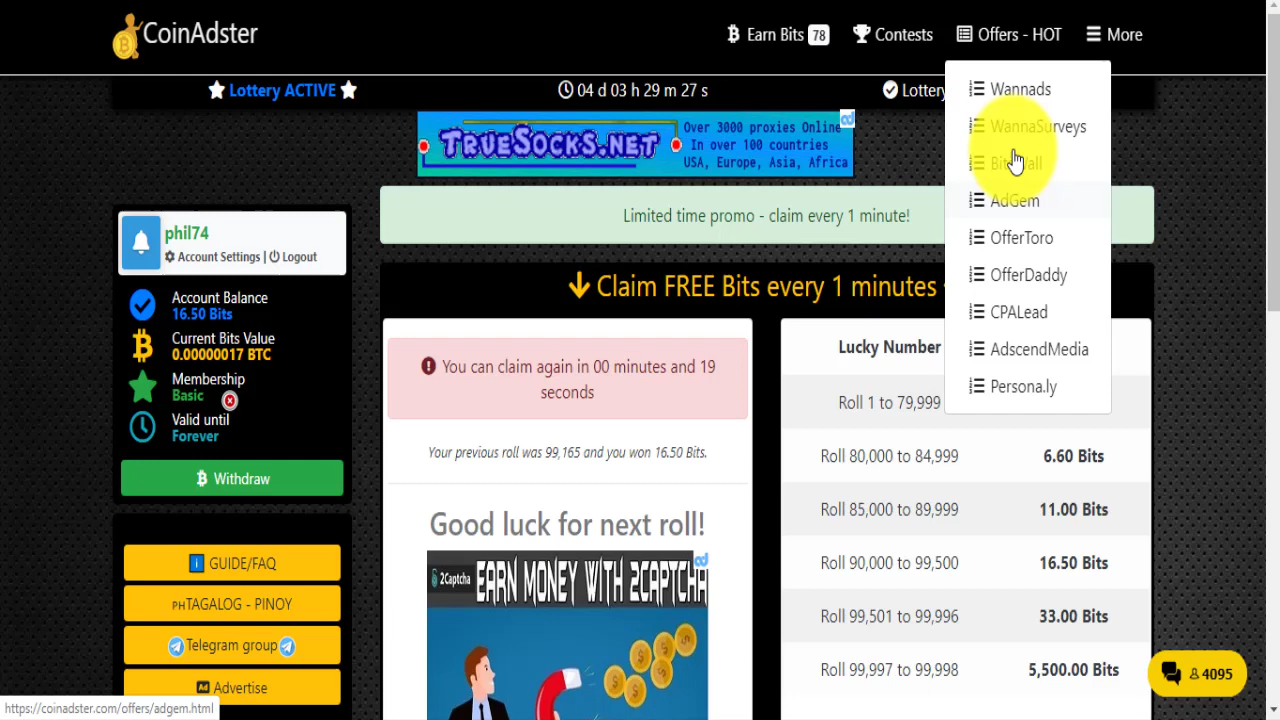 CoinAdster
Earn Bits 78
Contests
Offers - HOT
More
Lottery ACTIVE
04 d 03 h 29 m 27 s
Lottery
Wannads
WannaSurveys
AdGem
OfferToro
OfferDaddy
CPALead
AdscendMedia
Persona.ly
TRUESOCKS.NET
Over 3000 proxies Online
In over 100 countries
USA, Europe, Asia, Africa
ad
Limited time promo - claim every 1 minute!
phil74
Account Settings | Logout
Account Balance
16.50 Bits
Current Bits Value
0.00000017 BTC
Membership
Basic
Valid until
Forever
Withdraw
GUIDE/FAQ
PH TAGALOG - PINOY
Telegram group
Ad Advertise
Claim FREE Bits every 1 minutes
You can claim again in 00 minutes and 19
seconds
Your previous roll was 99,165 and you won 16.50 Bits.
Good luck for next roll!
ad
2Captcha
EARN MONEY WITH 2CAPTCHA
Lucky Number
Roll 1 to 79,999
Roll 80,000 to 84,999 6.60 Bits
Roll 85,000 to 89,999 11.00 Bits
Roll 90,000 to 99,500 16.50 Bits
Roll 99,501 to 99,996 33.00 Bits
Roll 99,997 to 99,998 5,500.00 Bits
4095
https://coinadster.com/offers/adgem.html